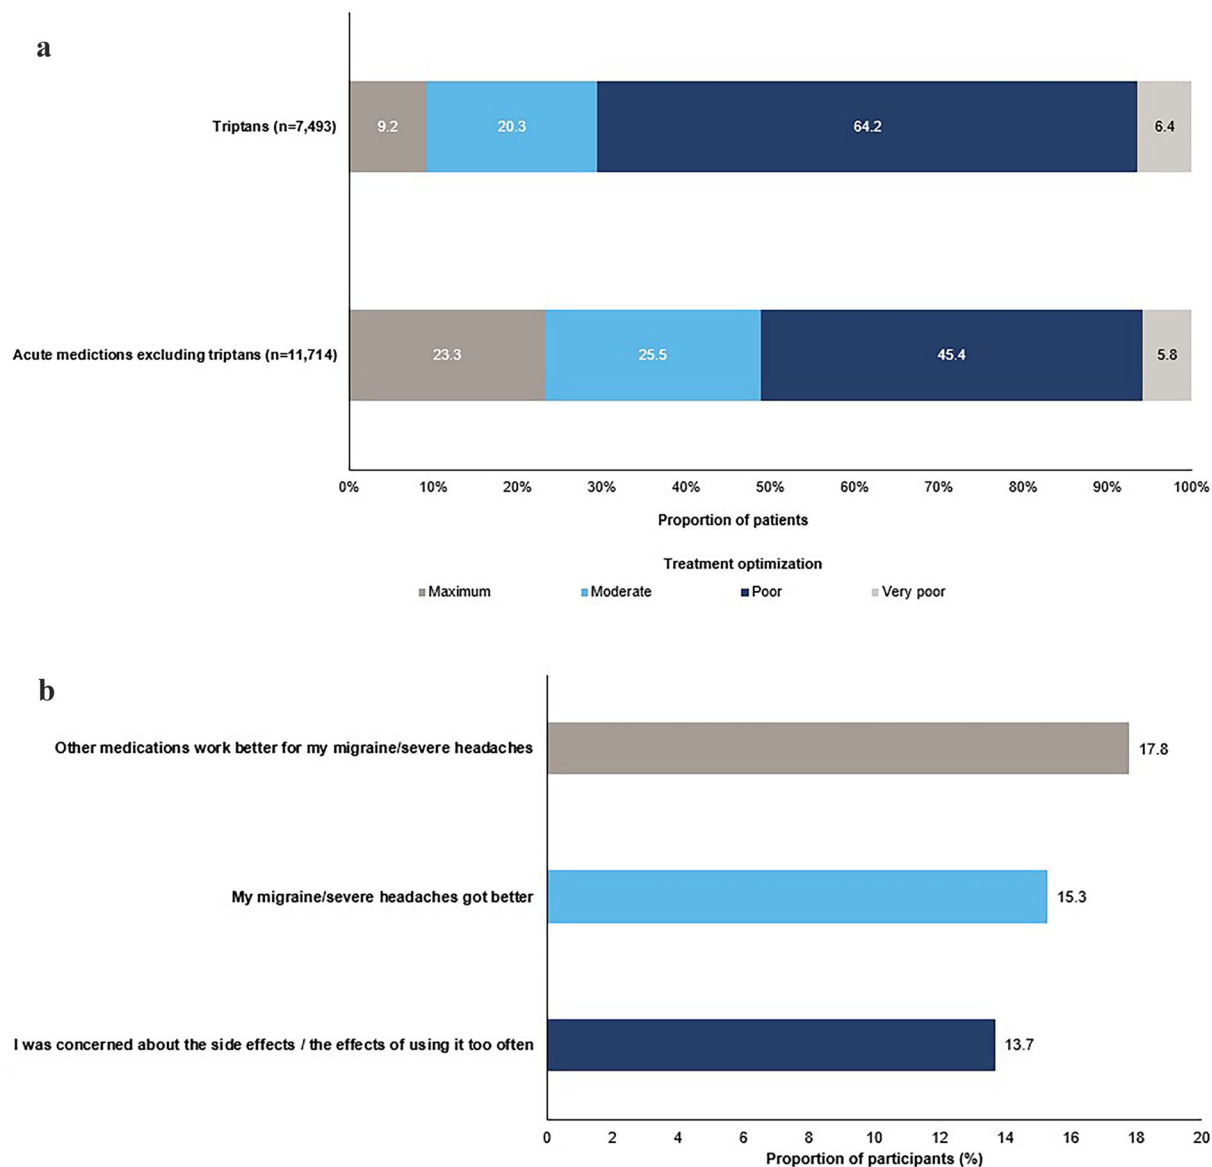 a
Triptans (n=7,493)
9.2 20.3 64.2 6.4
Acute medictions excluding triptans (n=11,714)
23.3 25.5 45.4 5.8
0% 10% 20% 30% 40% 50% 60% 70% 80% 90% 100%
Proportion of patients
Treatment optimization
Maximum Moderate Poor Very poor
b
Other medications work better for my migraine/severe headaches 17.8
My migraine/severe headaches got better 15.3
I was concerned about the side effects / the effects of using it too often 13.7
0 2 4 6 8 10 12 14 16 18 20
Proportion of participants (%)